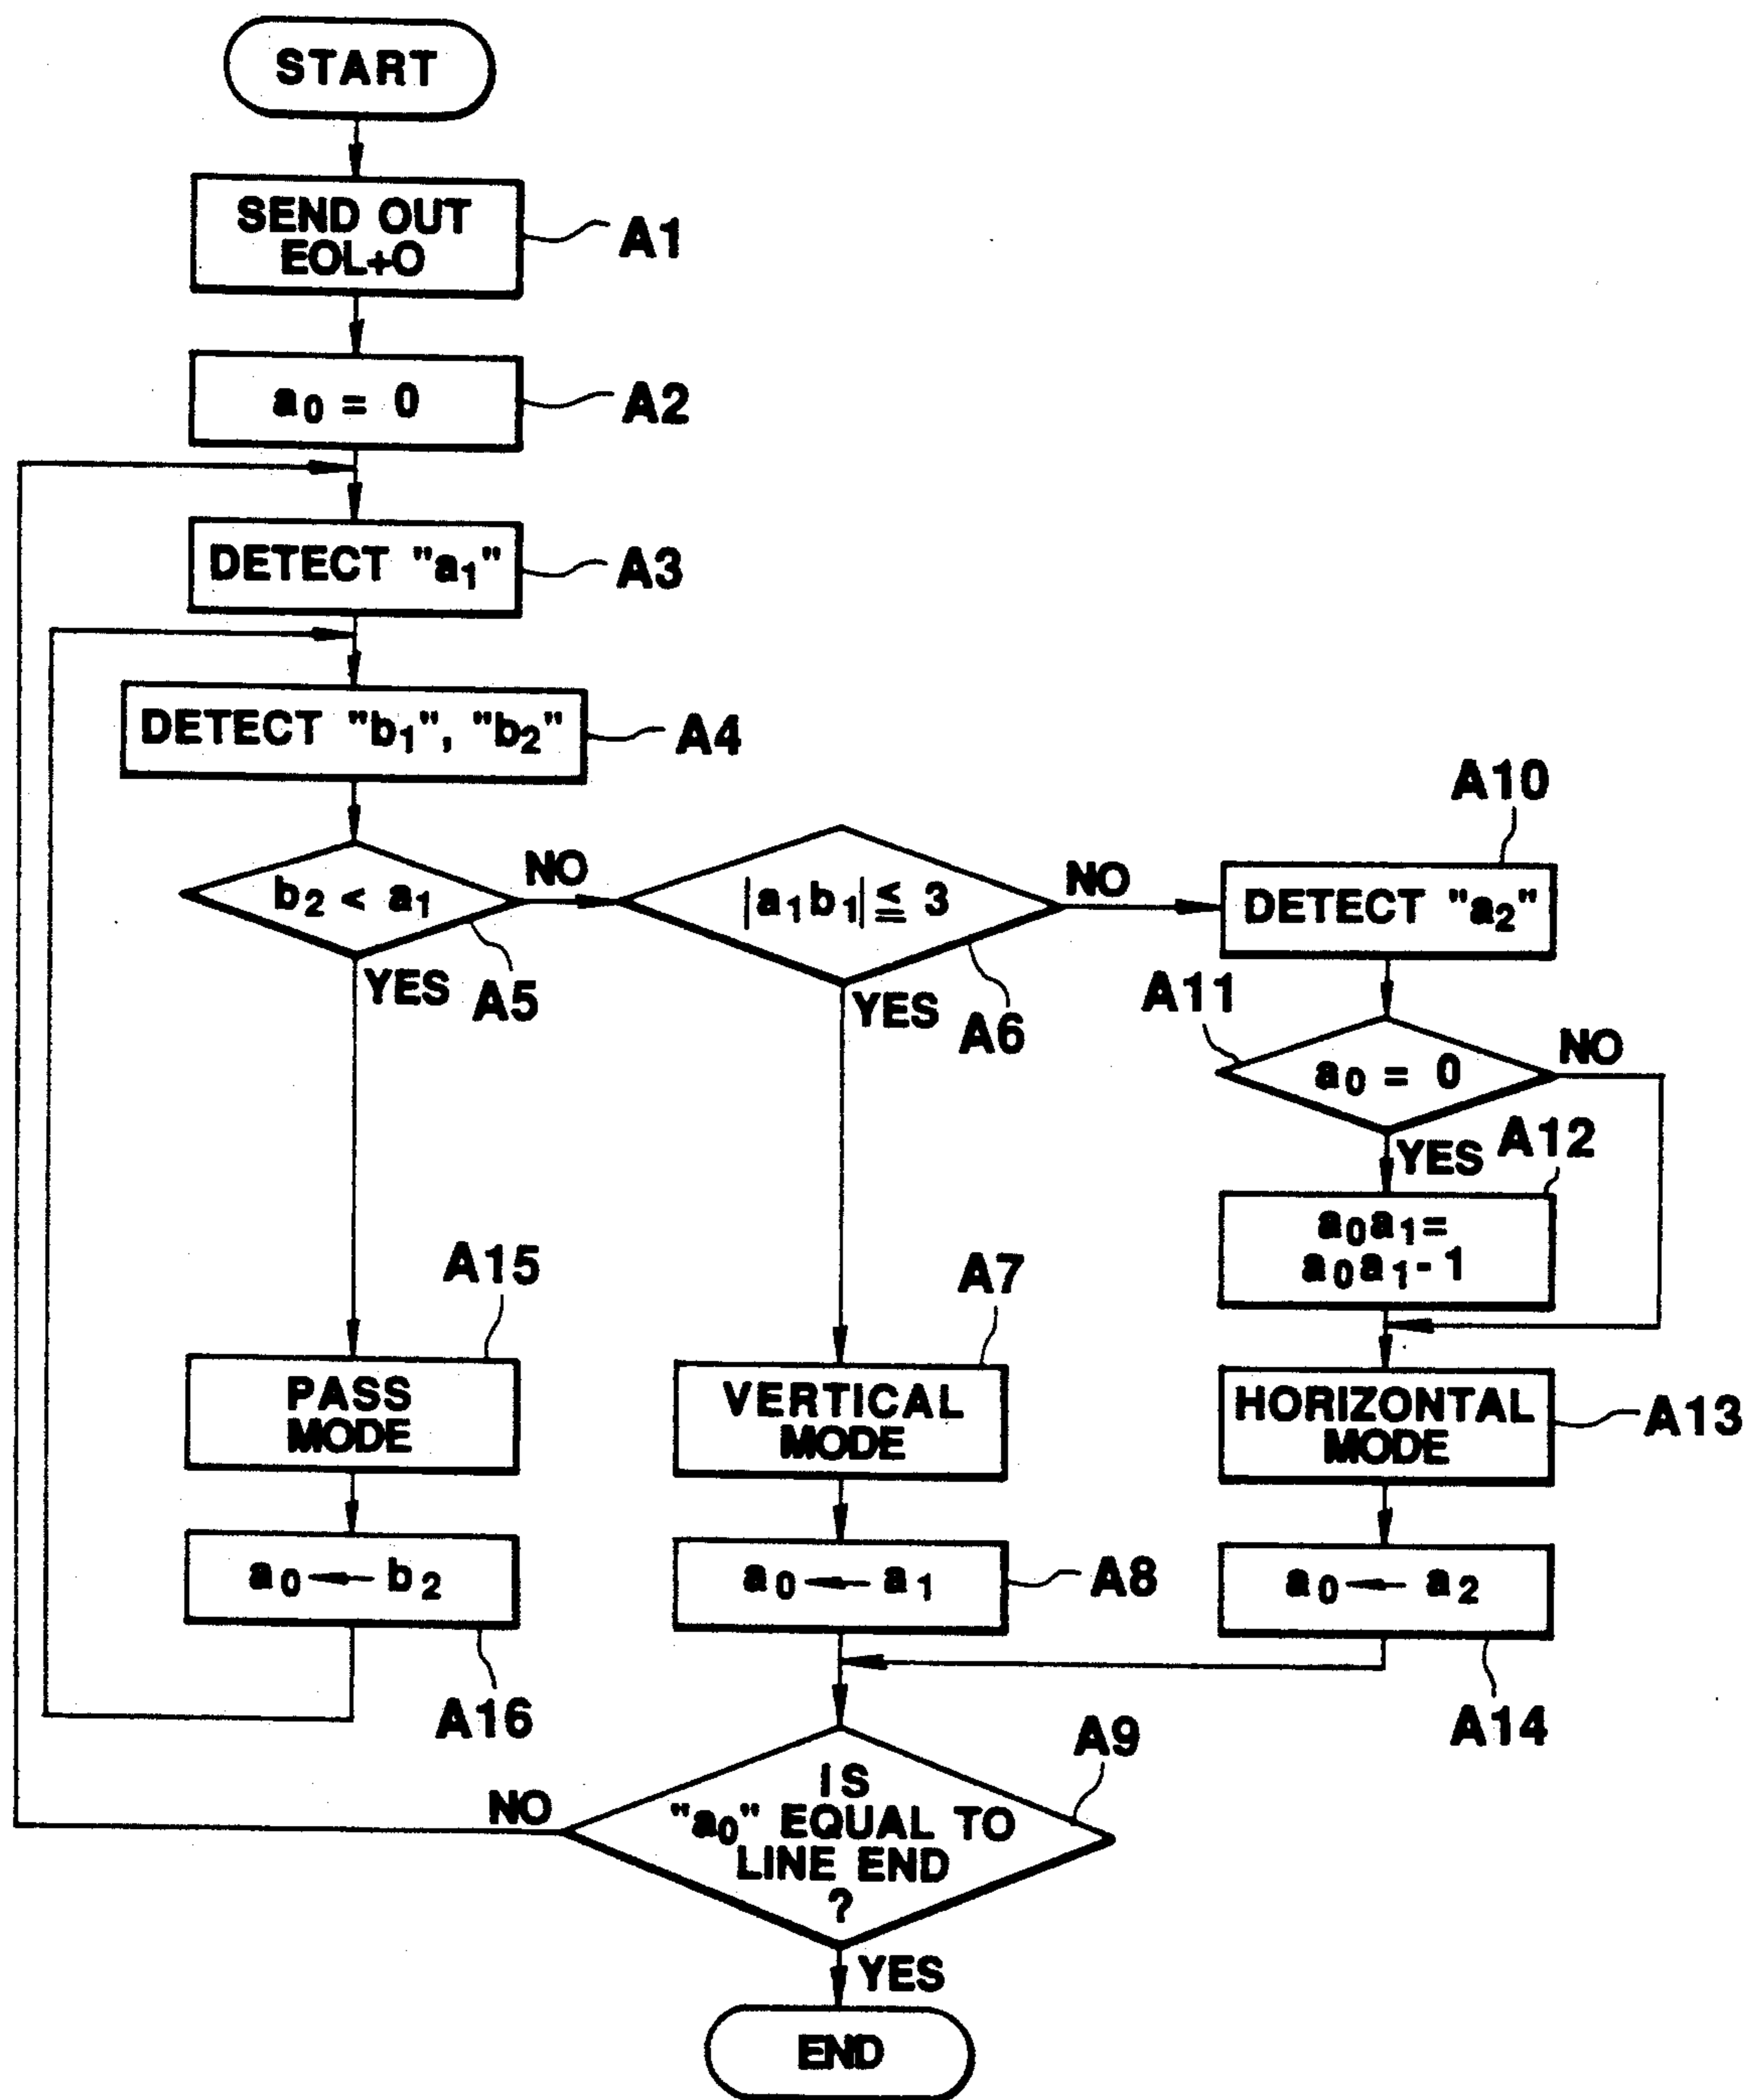 START
SEND OUT
EOL+O
A1
a₀ = 0
A2
DETECT "a₁"
A3
DETECT "b₁", "b₂"
A4
b₂ < a₁
NO
YES
A5
|a₁b₁| ≦ 3
NO
YES
A6
A10
DETECT "a₂"
A11
a₀ = 0
NO
YES
A12
a₀a₁=
a₀a₁-1
A15
PASS
MODE
A7
VERTICAL
MODE
HORIZONTAL
MODE
A13
a₀ ← b₂
A16
a₀ ← a₁
A8
a₀ ← a₂
A14
A9
IS
"a₀" EQUAL TO
LINE END
?
NO
YES
END